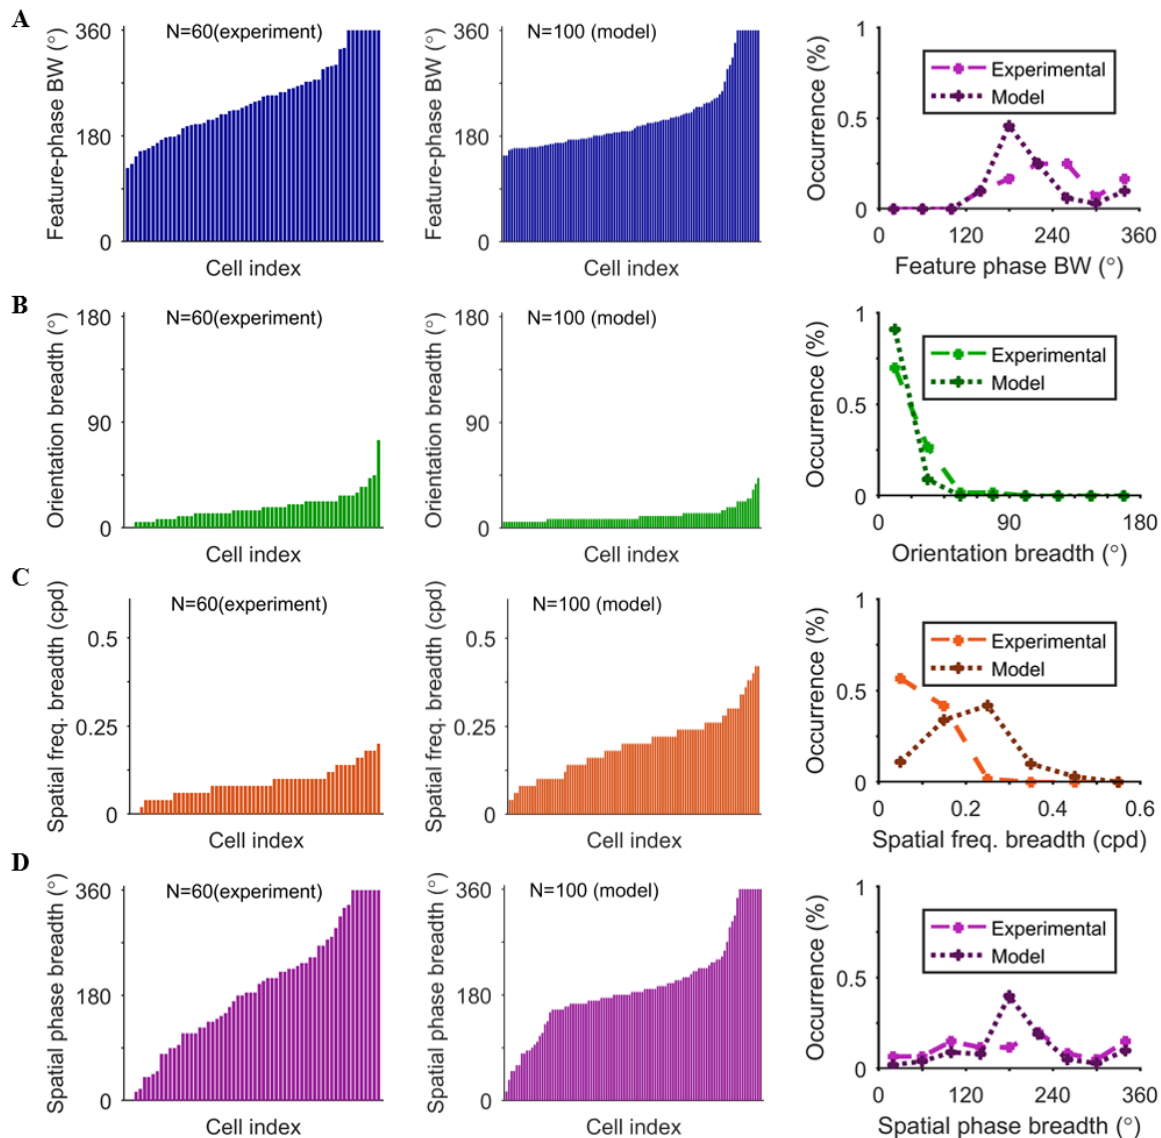 A
Feature-phase BW (°)
360
180
0
N=60(experiment)
Cell index
Feature-phase BW (°)
360
180
0
N=100 (model)
Cell index
Occurrence (%)
1
0.5
0
Experimental
Model
0 120 240 360
Feature phase BW (°)
B
Orientation breadth (°)
180
90
0
N=60(experiment)
Cell index
Orientation breadth (°)
180
90
0
N=100 (model)
Cell index
Occurrence (%)
1
0.5
0
Experimental
Model
0 90 180
Orientation breadth (°)
C
Spatial freq. breadth (cpd)
0.5
0.25
0
N=60(experiment)
Cell index
Spatial freq. breadth (cpd)
0.5
0.25
0
N=100 (model)
Cell index
Occurrence (%)
1
0.5
0
Experimental
Model
0 0.2 0.4 0.6
Spatial freq. breadth (cpd)
D
Spatial phase breadth (°)
360
180
0
N=60(experiment)
Cell index
Spatial phase breadth (°)
360
180
0
N=100 (model)
Cell index
Occurrence (%)
1
0.5
0
Experimental
Model
0 120 240 360
Spatial phase breadth (°)